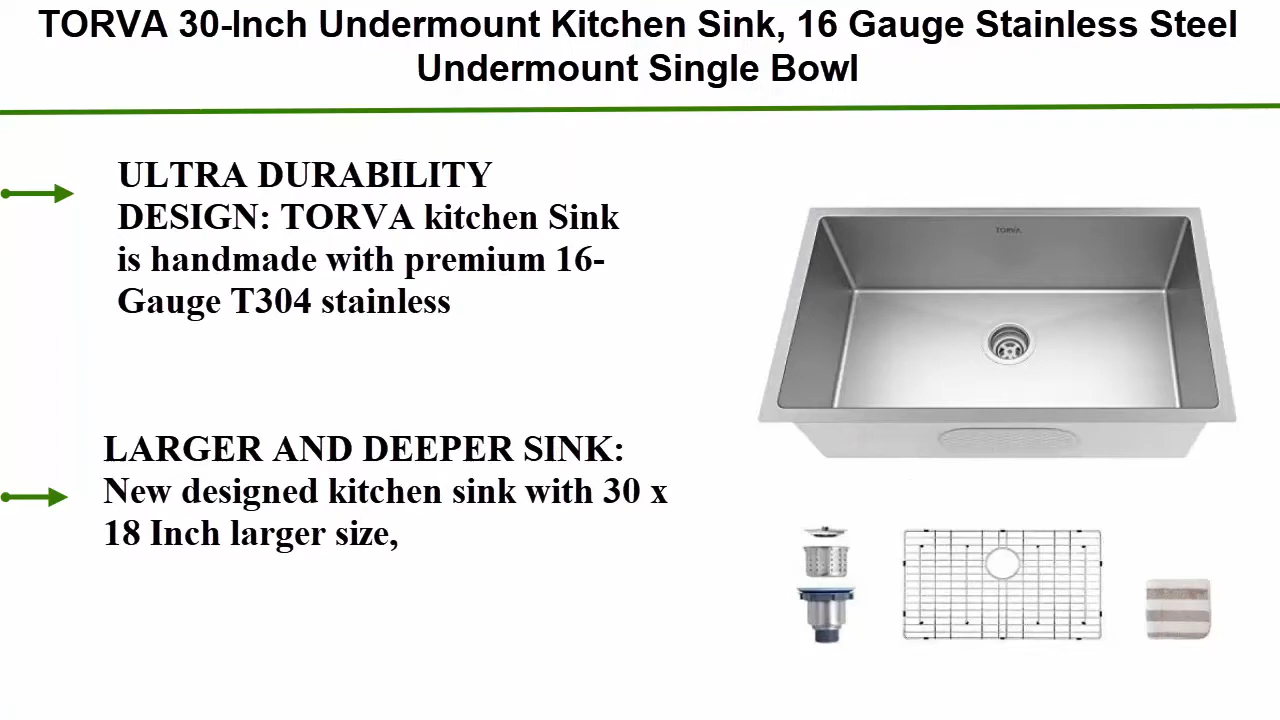 TORVA 30-Inch Undermount Kitchen Sink, 16 Gauge Stainless Steel
Undermount Single Bowl
ULTRA DURABILITY
DESIGN: TORVA kitchen Sink
is handmade with premium 16-
Gauge T304 stainless
TORVA
LARGER AND DEEPER SINK:
New designed kitchen sink with 30 x
18 Inch larger size,